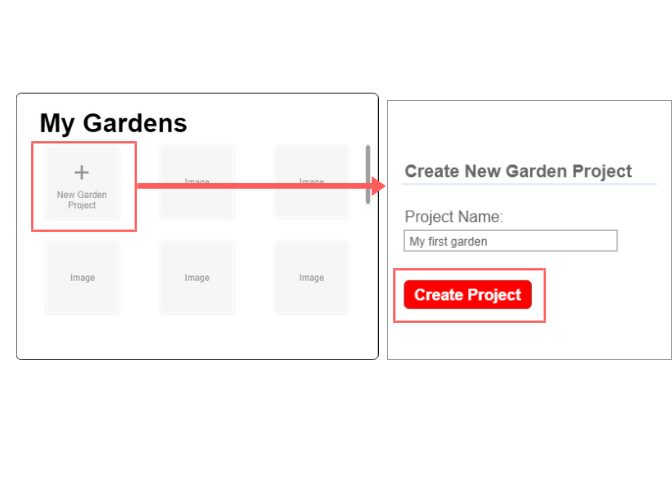 My Gardens
+
New Garden
Project
Image
Image
Image
Image
Image
Create New Garden Project
Project Name:
My first garden
Create Project